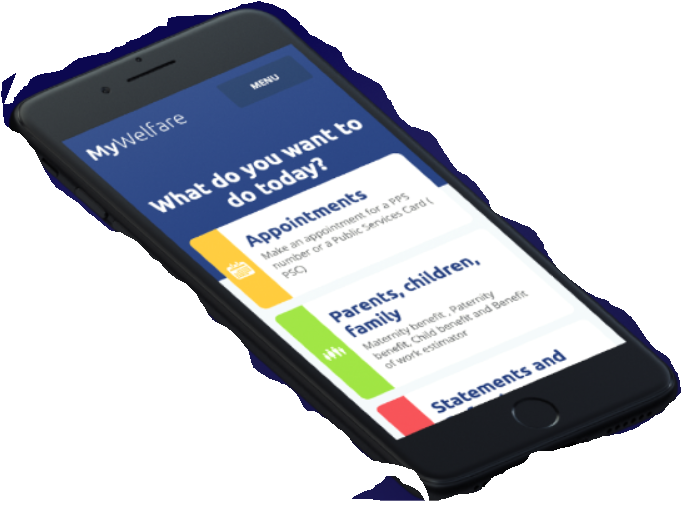 MyWelfare
MENU
What do you want to
do today?
Appointments
Make an appointment for a PPS
number or a Public Services Card (
PSC)
Parents, children,
family
Maternity benefit , Paternity
benefit, Child benefit and Benefit
of work estimator
Statements and